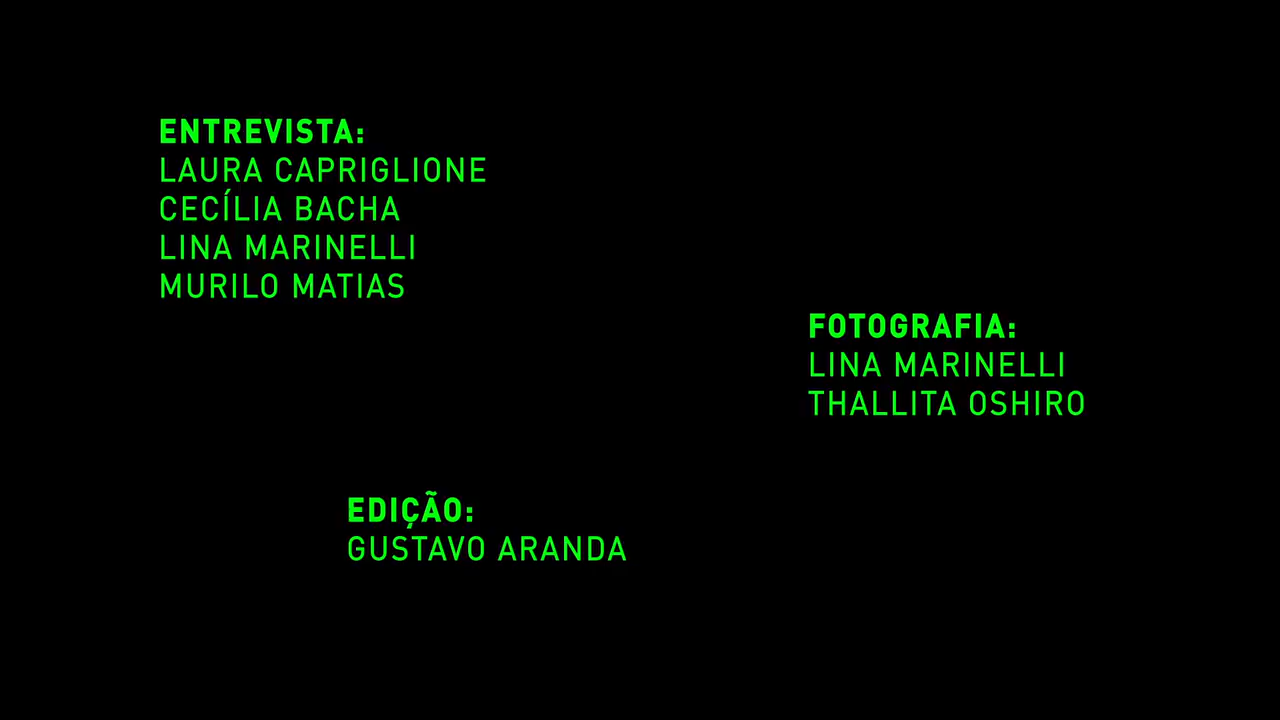 ENTREVISTA:
LAURA CAPRIGLIONE
CECÍLIA BACHA
LINA MARINELLI
MURILO MATIAS
FOTOGRAFIA:
LINA MARINELLI
THALLITA OSHIRO
EDIÇÃO:
GUSTAVO ARANDA